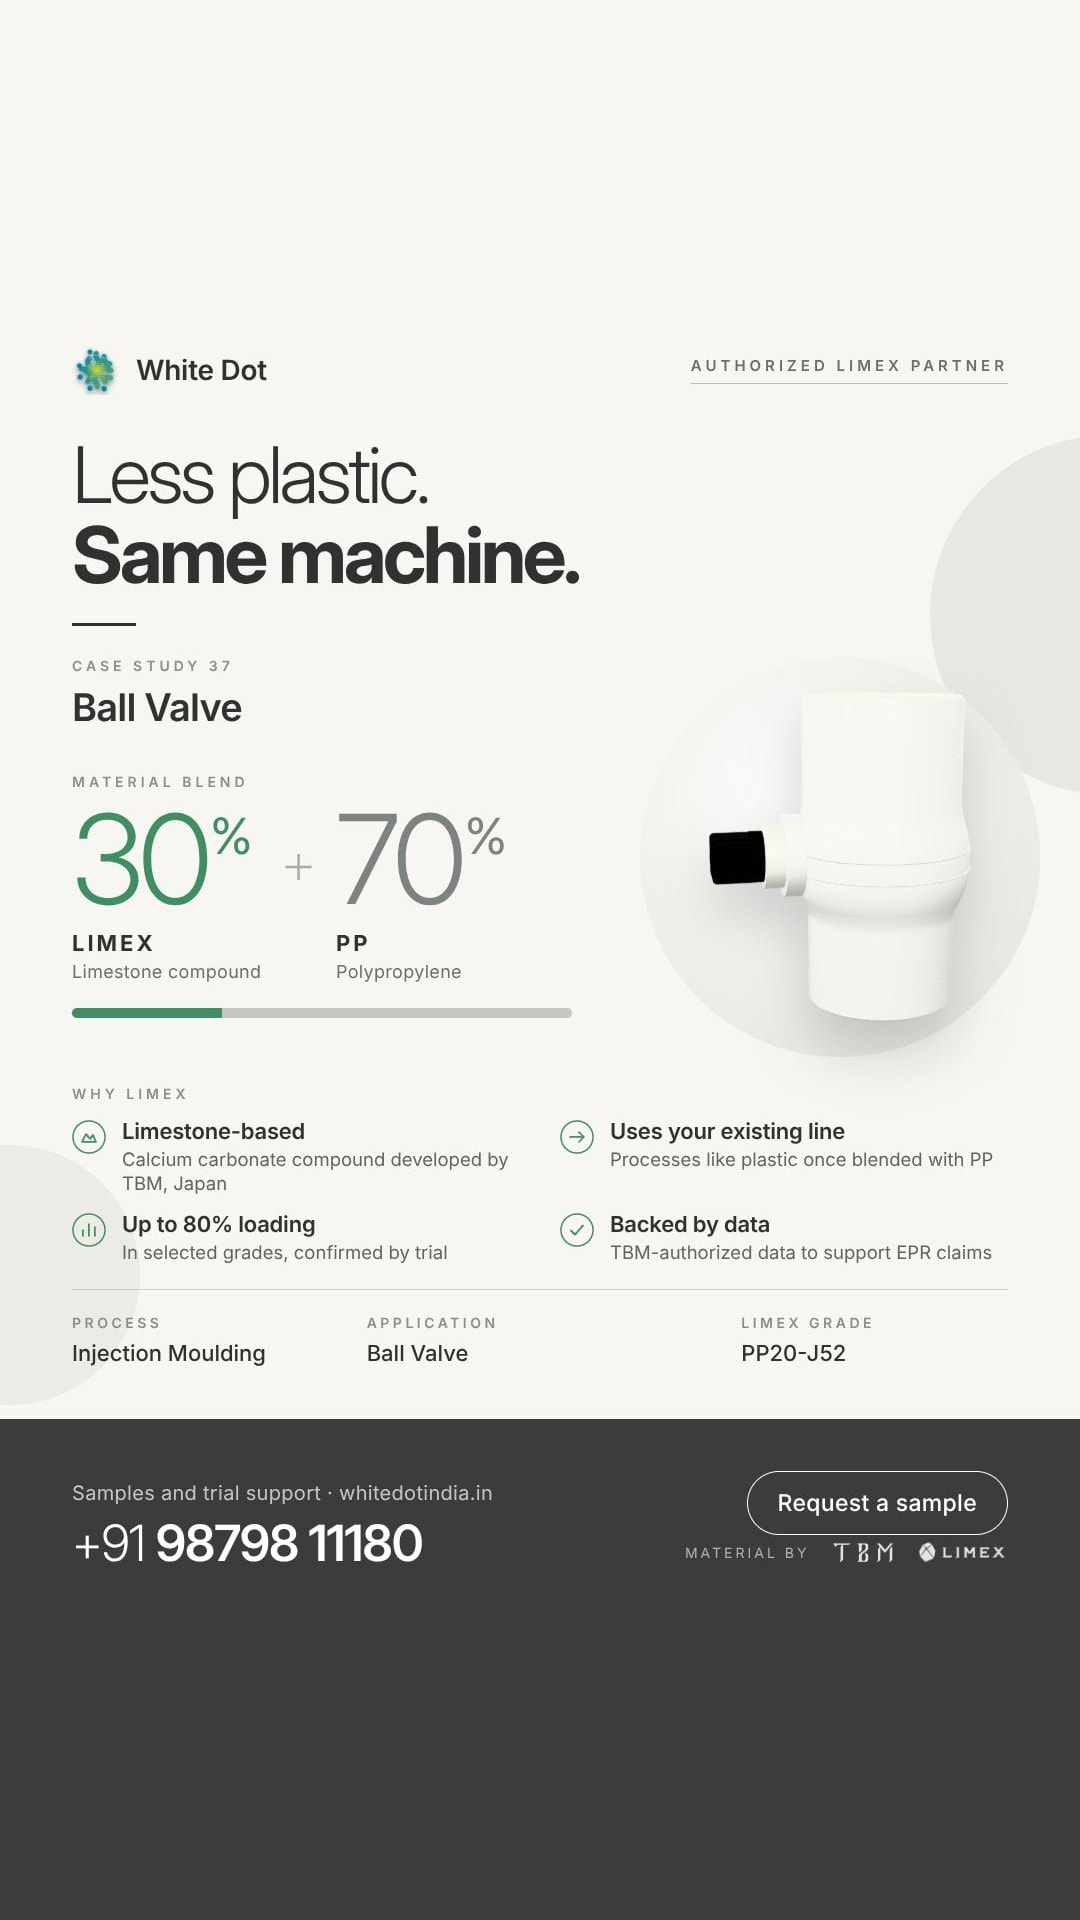 White Dot
AUTHORIZED LIMEX PARTNER
Less plastic.
Same machine.
CASE STUDY 37
Ball Valve
MATERIAL BLEND
30% + 70%
LIMEX
Limestone compound
PP
Polypropylene
WHY LIMEX
Limestone-based
Calcium carbonate compound developed by
TBM, Japan
Uses your existing line
Processes like plastic once blended with PP
Up to 80% loading
In selected grades, confirmed by trial
Backed by data
TBM-authorized data to support EPR claims
PROCESS
Injection Moulding
APPLICATION
Ball Valve
LIMEX GRADE
PP20-J52
Samples and trial support · whitedotindia.in
+91 98798 11180
Request a sample
MATERIAL BY TBM LIMEX